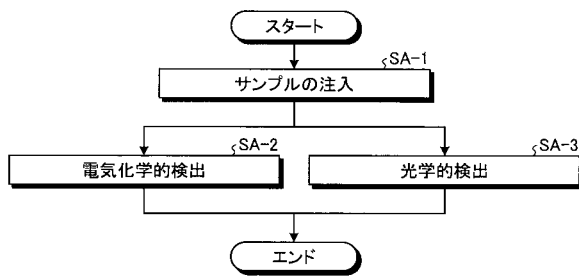 スタート
SA-1
サンプルの注入
SA-2
電気化学的検出
SA-3
光学的検出
エンド